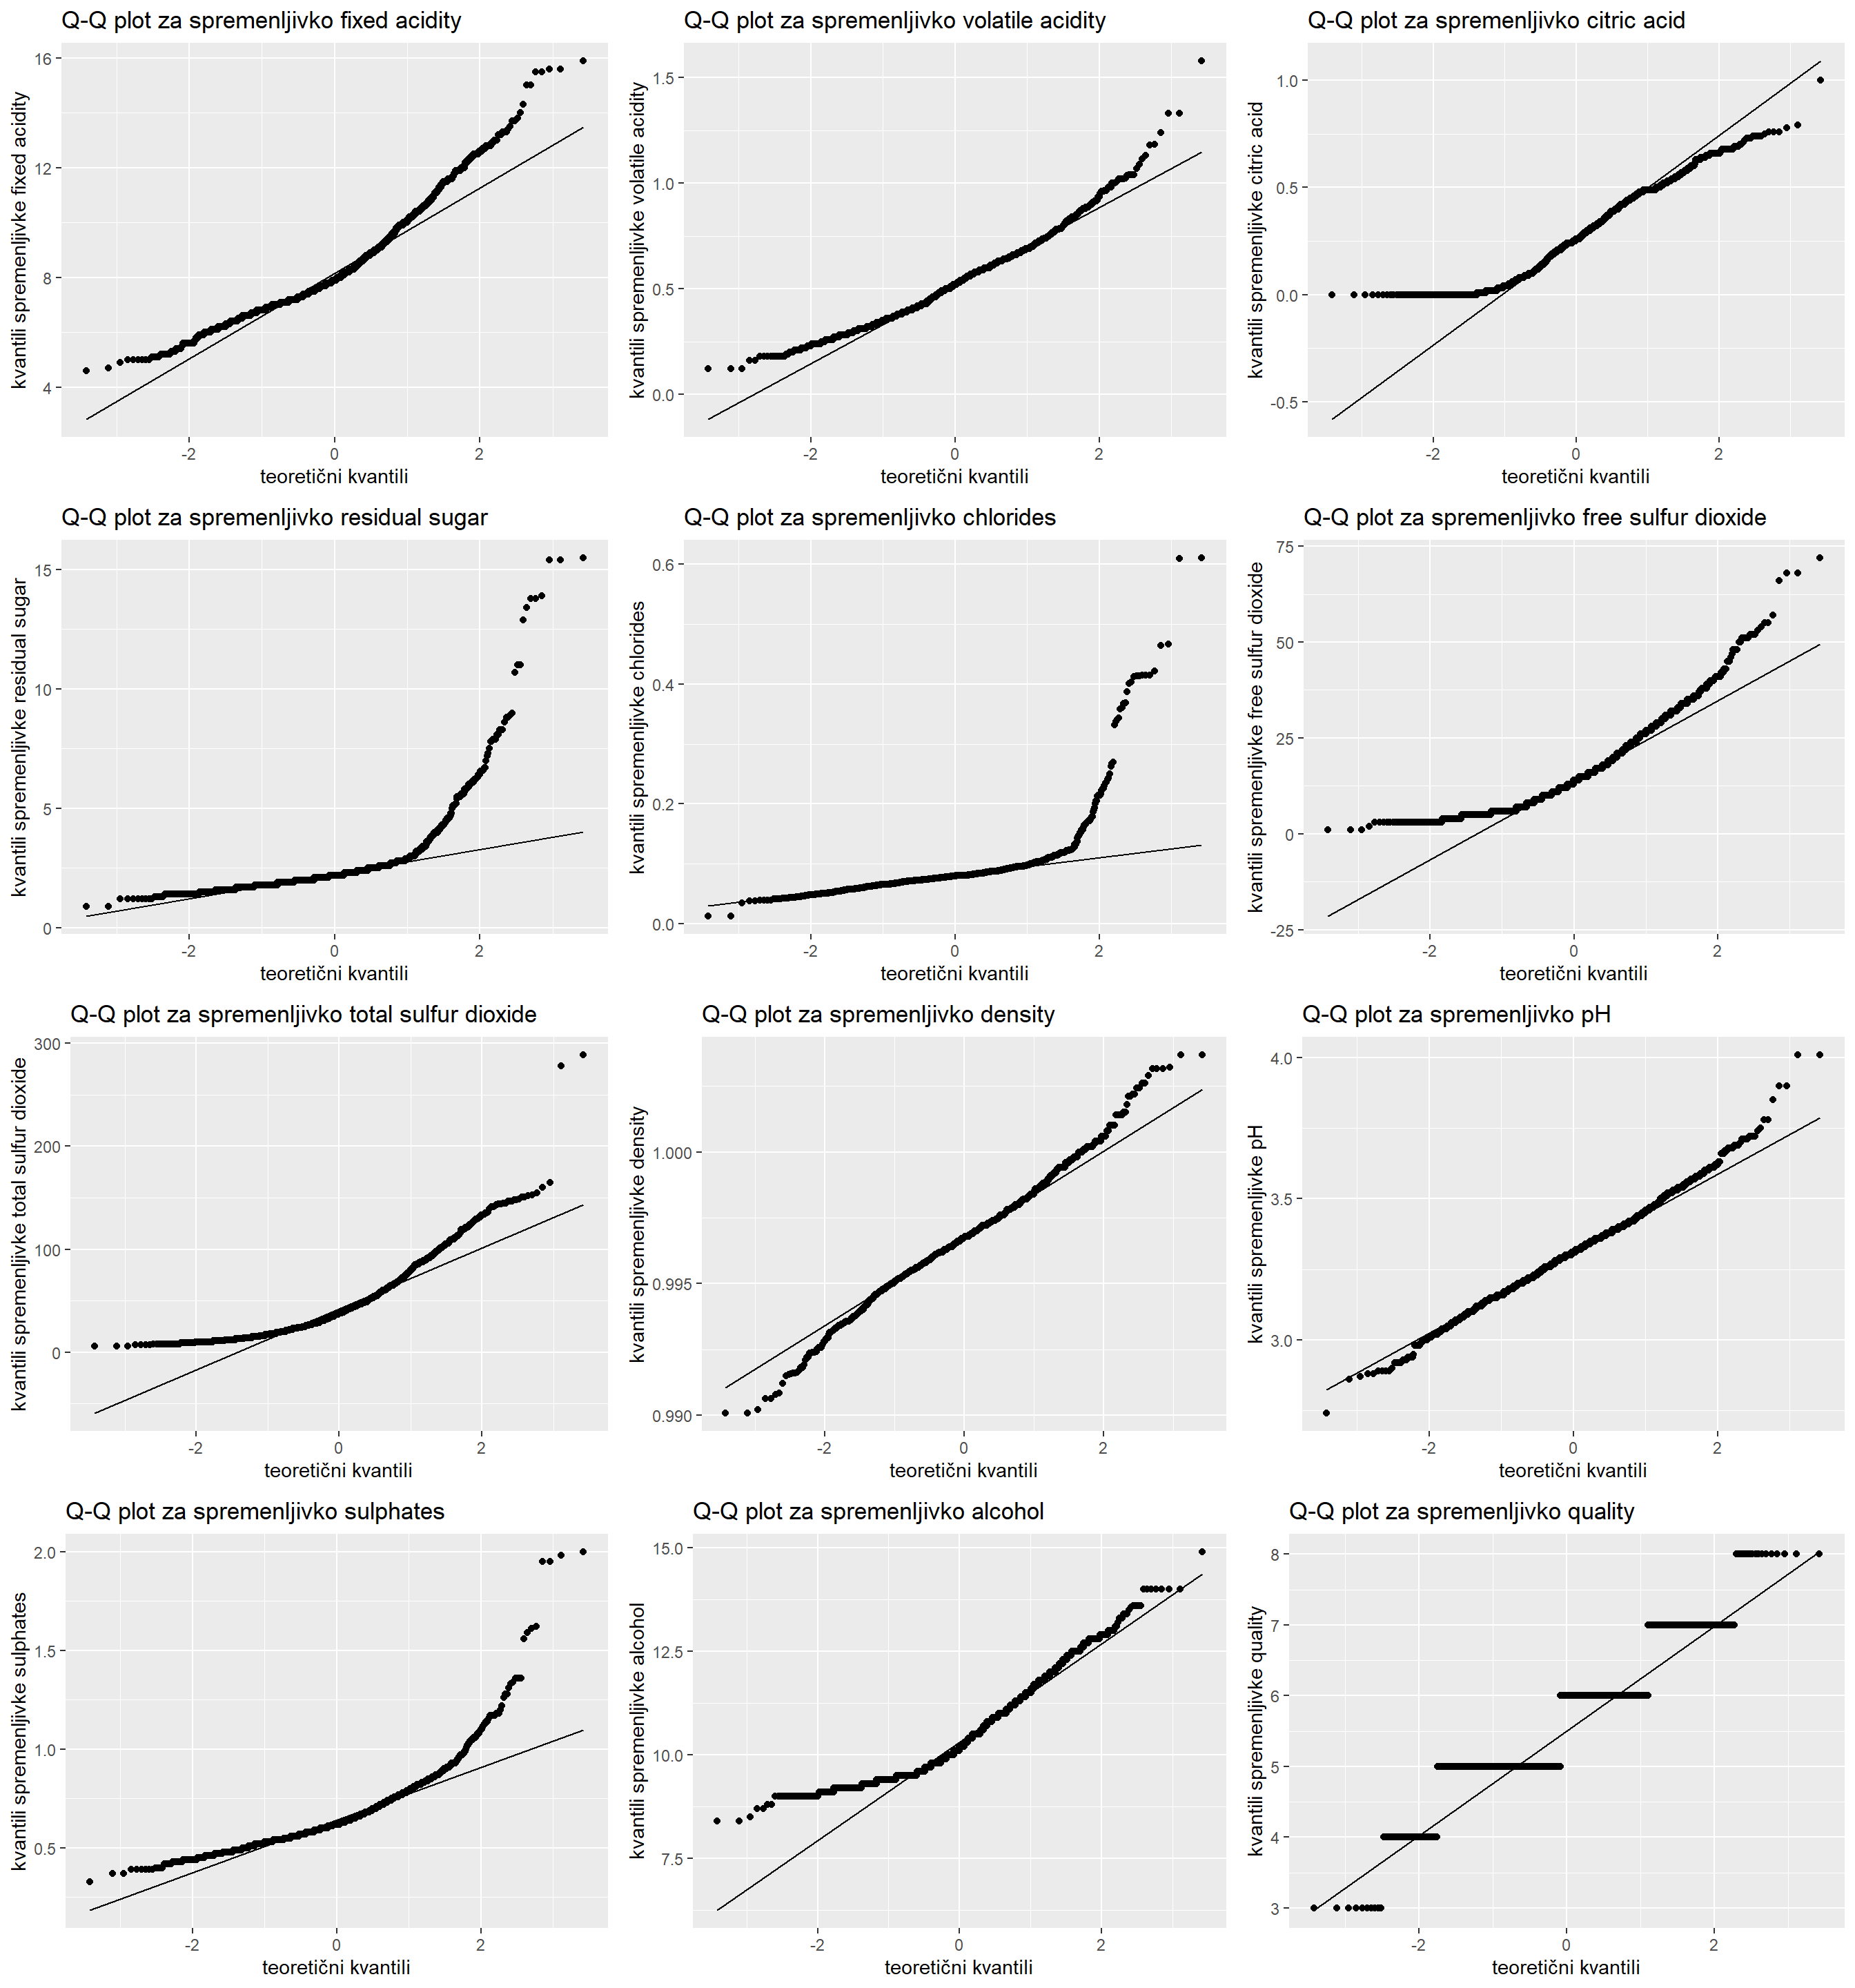 Q-Q plot za spremenljivko fixed acidity
kvantili spremenljivke fixed acidity
16
12
8
4
-2 0 2
teoretični kvantili
Q-Q plot za spremenljivko volatile acidity
kvantili spremenljivke volatile acidity
1.5
1.0
0.5
0.0
-2 0 2
teoretični kvantili
Q-Q plot za spremenljivko citric acid
kvantili spremenljivke citric acid
1.0
0.5
0.0
-0.5
-2 0 2
teoretični kvantili
Q-Q plot za spremenljivko residual sugar
kvantili spremenljivke residual sugar
15
10
5
0
-2 0 2
teoretični kvantili
Q-Q plot za spremenljivko chlorides
kvantili spremenljivke chlorides
0.6
0.4
0.2
0.0
-2 0 2
teoretični kvantili
Q-Q plot za spremenljivko free sulfur dioxide
kvantili spremenljivke free sulfur dioxide
75
50
25
0
-25
-2 0 2
teoretični kvantili
Q-Q plot za spremenljivko total sulfur dioxide
kvantili spremenljivke total sulfur dioxide
300
200
100
0
-2 0 2
teoretični kvantili
Q-Q plot za spremenljivko density
kvantili spremenljivke density
1.000
0.995
0.990
-2 0 2
teoretični kvantili
Q-Q plot za spremenljivko pH
kvantili spremenljivke pH
4.0
3.5
3.0
-2 0 2
teoretični kvantili
Q-Q plot za spremenljivko sulphates
kvantili spremenljivke sulphates
2.0
1.5
1.0
0.5
-2 0 2
teoretični kvantili
Q-Q plot za spremenljivko alcohol
kvantili spremenljivke alcohol
15.0
12.5
10.0
7.5
-2 0 2
teoretični kvantili
Q-Q plot za spremenljivko quality
kvantili spremenljivke quality
8
7
6
5
4
3
-2 0 2
teoretični kvantili